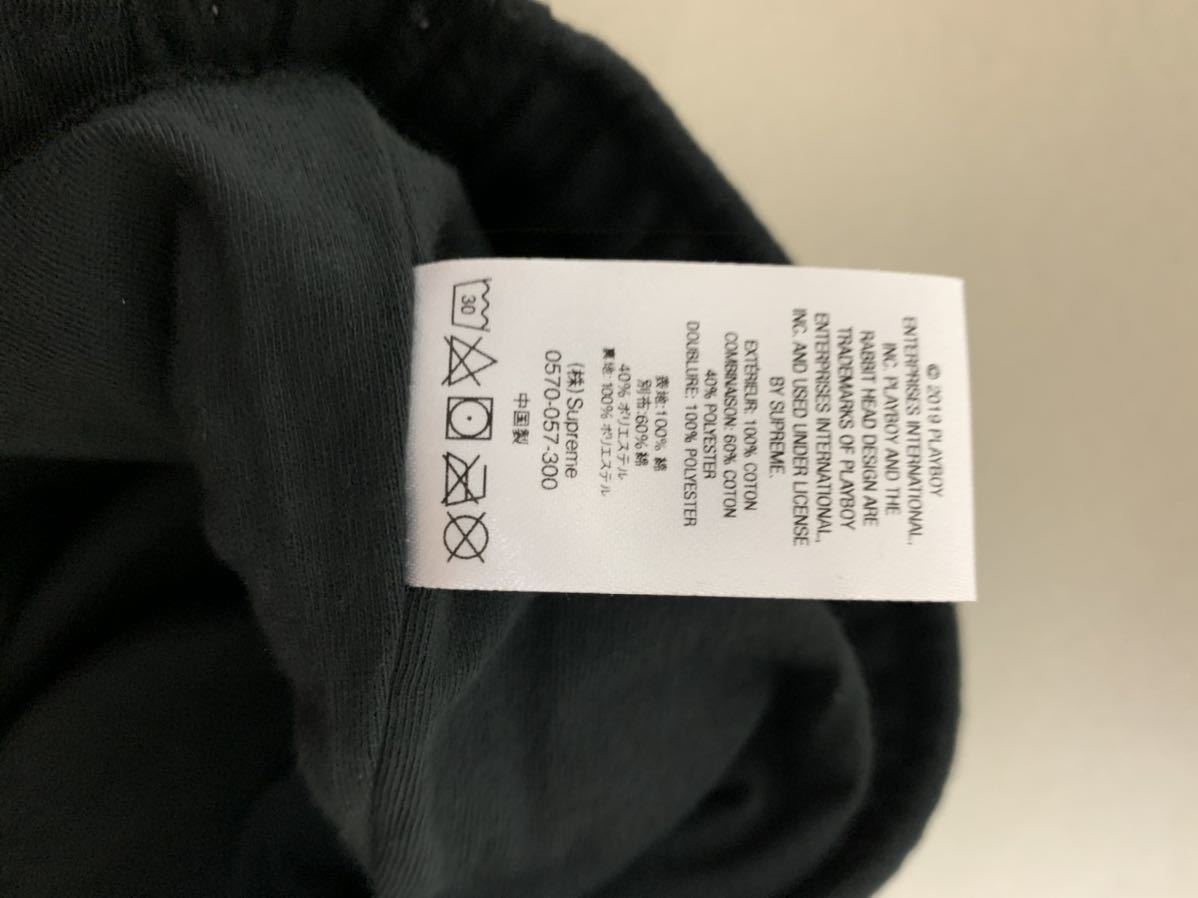 © 2019 PLAYBOY
ENTERPRISES INTERNATIONAL,
INC. PLAYBOY AND THE
RABBIT HEAD DESIGN ARE
TRADEMARKS OF PLAYBOY
ENTERPRISES INTERNATIONAL,
INC. AND USED UNDER LICENSE
BY SUPREME.
EXTÉRIEUR: 100% COTON
COMBINAISON: 60% COTON
40% POLYESTER
DOUBLURE: 100% POLYESTER
表地:100% 綿
別布:60% 綿
40% ポリエステル
裏地: 100% ポリエステル
(株) Supreme
0570-057-300
中国製
30